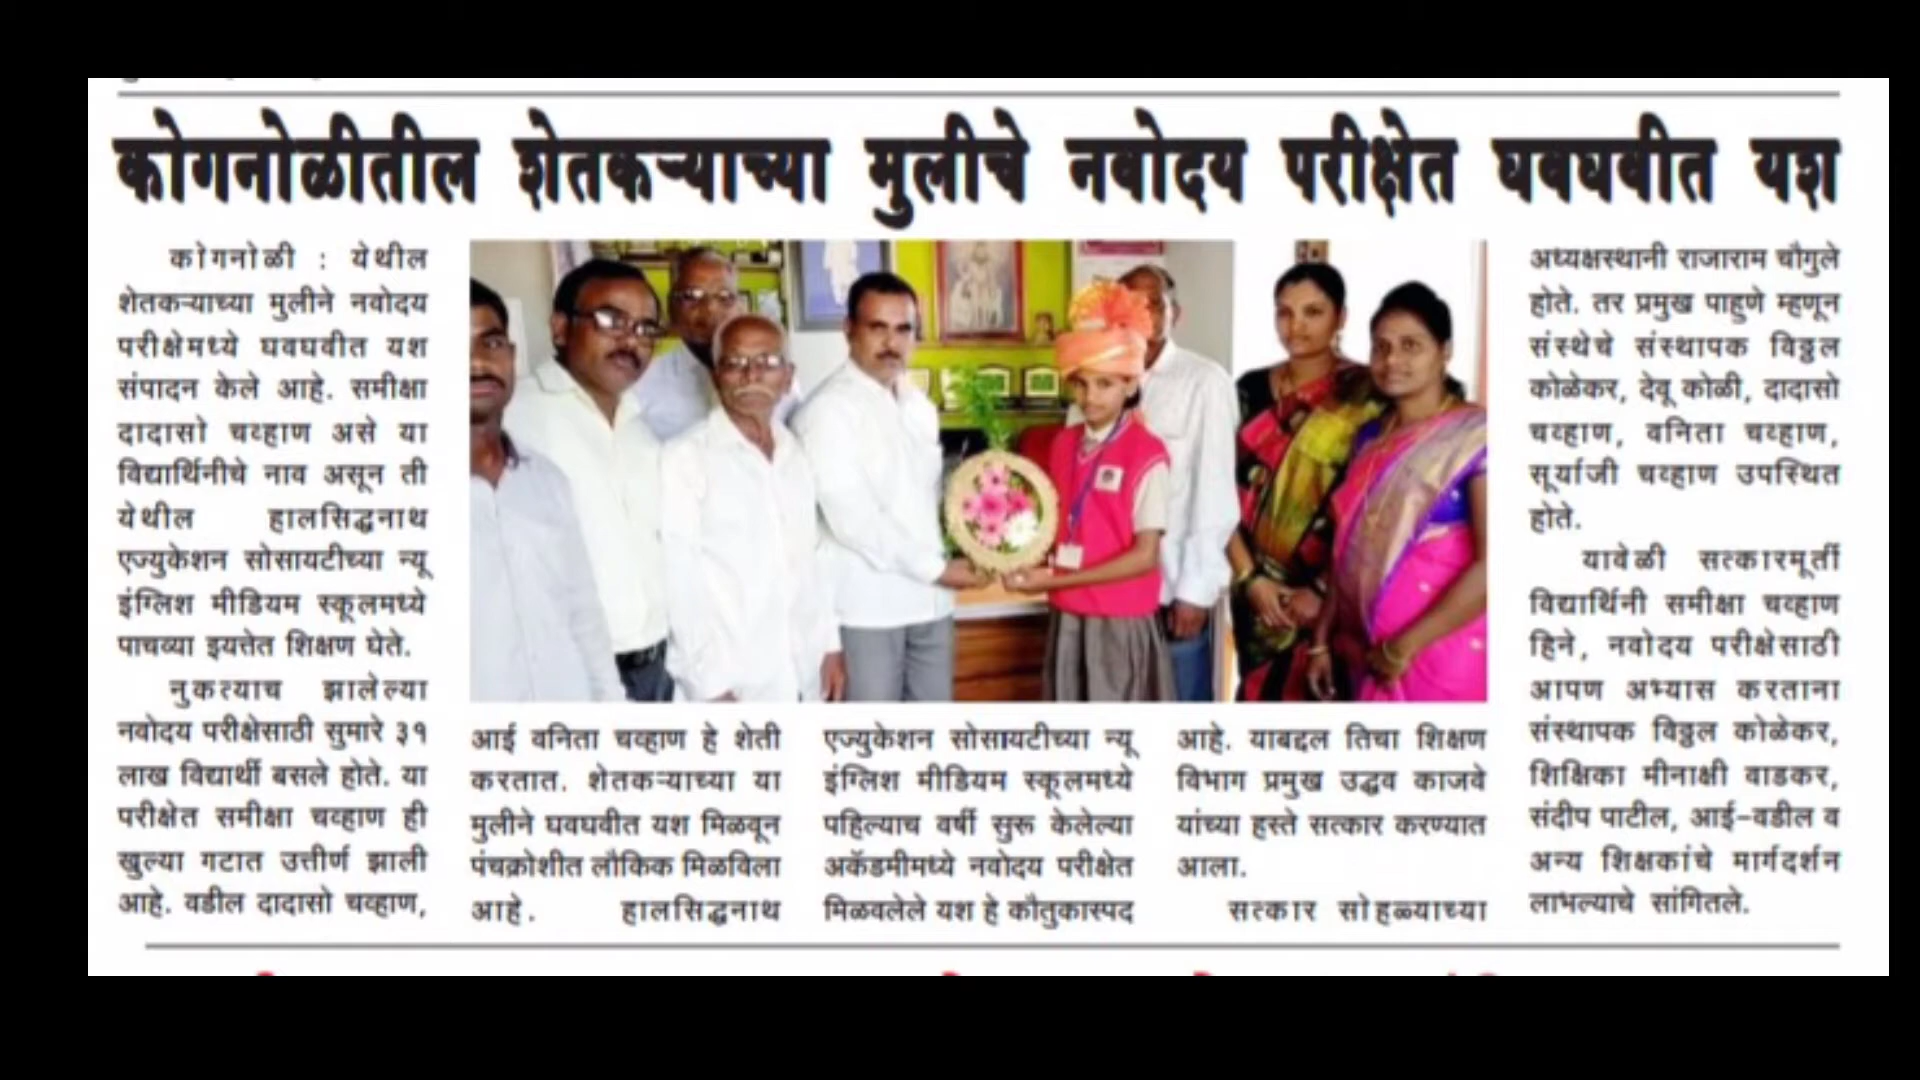 कोगनोळीतील शेतकऱ्याच्या मुलीचे नवोदय परीक्षेत घवघवीत यश
कोगनोळी : येथील
शेतकऱ्याच्या मुलीने नवोदय
परीक्षेमध्ये घवघवीत यश
संपादन केले आहे. समीक्षा
दादासो चव्हाण असे या
विद्यार्थिनीचे नाव असून ती
येथील हालसिद्धनाथ
एज्युकेशन सोसायटीच्या न्यू
इंग्लिश मीडियम स्कूलमध्ये
पाचव्या इयत्तेत शिक्षण घेते.
नुकत्याच झालेल्या
नवोदय परीक्षेसाठी सुमारे ३१
लाख विद्यार्थी बसले होते. या
परीक्षेत समीक्षा चव्हाण ही
खुल्या गटात उत्तीर्ण झाली
आहे. वडील दादासो चव्हाण,
आई वनिता चव्हाण हे शेती
करतात. शेतकऱ्याच्या या
मुलीने घवघवीत यश मिळवून
पंचक्रोशीत लौकिक मिळविला
आहे. हालसिद्धनाथ
एज्युकेशन सोसायटीच्या न्यू
इंग्लिश मीडियम स्कूलमध्ये
पहिल्याच वर्षी सुरू केलेल्या
अकॅडमीमध्ये नवोदय परीक्षेत
मिळवलेले यश हे कौतुकास्पद
आहे. याबद्दल तिचा शिक्षण
विभाग प्रमुख उद्धव काजवे
यांच्या हस्ते सत्कार करण्यात
आला.
सत्कार सोहळ्याच्या
अध्यक्षस्थानी राजाराम चौगुले
होते. तर प्रमुख पाहुणे म्हणून
संस्थेचे संस्थापक विठ्ठल
कोळेकर, देवू कोळी, दादासो
चव्हाण, वनिता चव्हाण,
सूर्याजी चव्हाण उपस्थित
होते.
यावेळी सत्कारमूर्ती
विद्यार्थिनी समीक्षा चव्हाण
हिने, नवोदय परीक्षेसाठी
आपण अभ्यास करताना
संस्थापक विठ्ठल कोळेकर,
शिक्षिका मीनाक्षी वाडकर,
संदीप पाटील, आई-वडील व
अन्य शिक्षकांचे मार्गदर्शन
लाभल्याचे सांगितले.